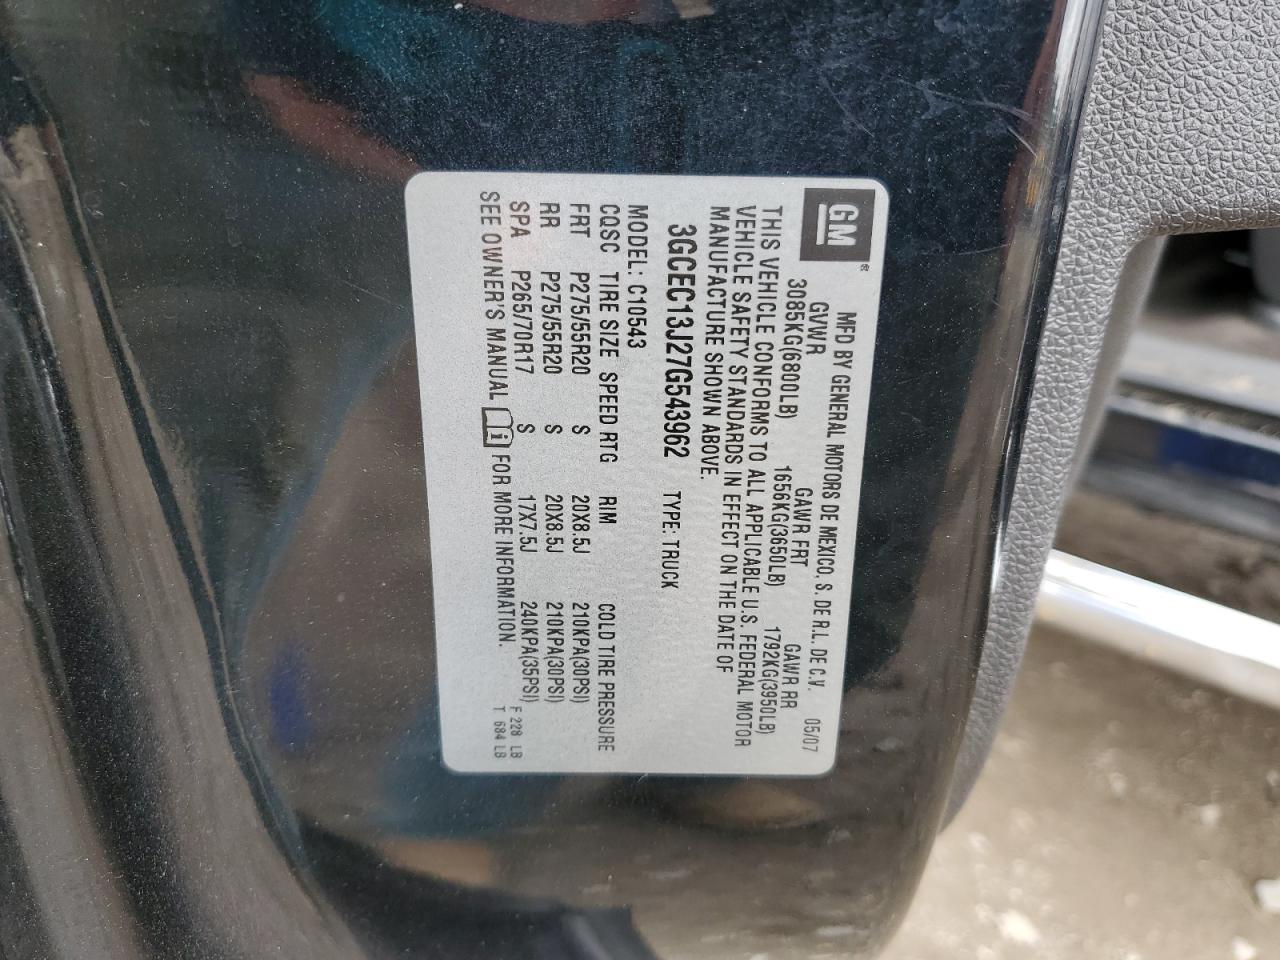 GM®
MFD BY GENERAL MOTORS DE MEXICO, S. DE R.L. DE C.V. 05/07
GVWR GAWR FRT GAWR RR
3085KG(6800LB) 1656KG(3650LB) 1792KG(3950LB)
THIS VEHICLE CONFORMS TO ALL APPLICABLE U.S. FEDERAL MOTOR
VEHICLE SAFETY STANDARDS IN EFFECT ON THE DATE OF
MANUFACTURE SHOWN ABOVE.
3GCEC13J27G543962 TYPE: TRUCK
MODEL: C10543
CQSC TIRE SIZE SPEED RTG RIM COLD TIRE PRESSURE
FRT P275/55R20 S 20X8.5J 210KPA(30PSI)
RR P275/55R20 S 20X8.5J 210KPA(30PSI)
SPA P265/70R17 S 17X7.5J 240KPA(35PSI)
SEE OWNER'S MANUAL i FOR MORE INFORMATION.
F 228 LB
T 684 LB